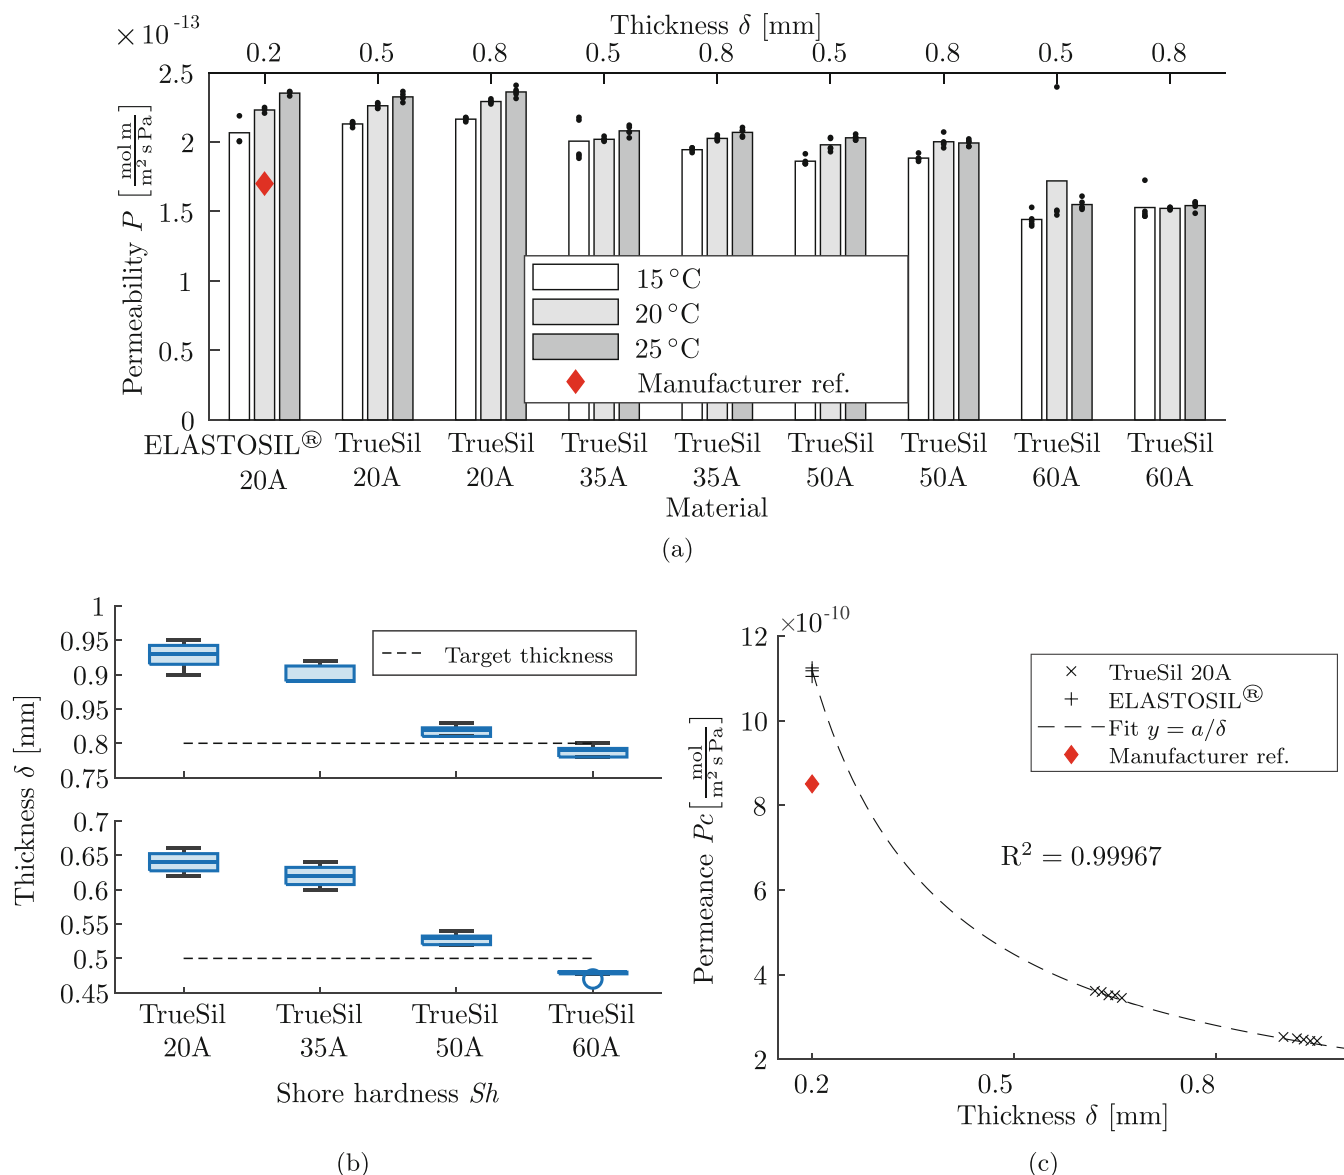 Thickness δ [mm]
×10⁻¹³
0.2 0.5 0.8 0.5 0.8 0.5 0.8 0.5 0.8
2.5
2
1.5
1
0.5
0
Permeability P [mol m / m² s Pa]
15 °C
20 °C
25 °C
Manufacturer ref.
ELASTOSIL® TrueSil TrueSil TrueSil TrueSil TrueSil TrueSil TrueSil TrueSil
20A 20A 20A 35A 35A 50A 50A 60A 60A
Material
(a)
1
0.95
0.9
0.95
0.8
0.75
Target thickness
Thickness δ [mm]
0.7
0.65
0.6
0.55
0.5
0.45
TrueSil TrueSil TrueSil TrueSil
20A 35A 50A 60A
Shore hardness Sh
(b)
×10⁻¹⁰
12
10
8
6
4
2
Permeance Pc [mol / m² s Pa]
TrueSil 20A
ELASTOSIL®
Fit y = a/δ
Manufacturer ref.
R² = 0.99967
0.2 0.5 0.8
Thickness δ [mm]
(c)